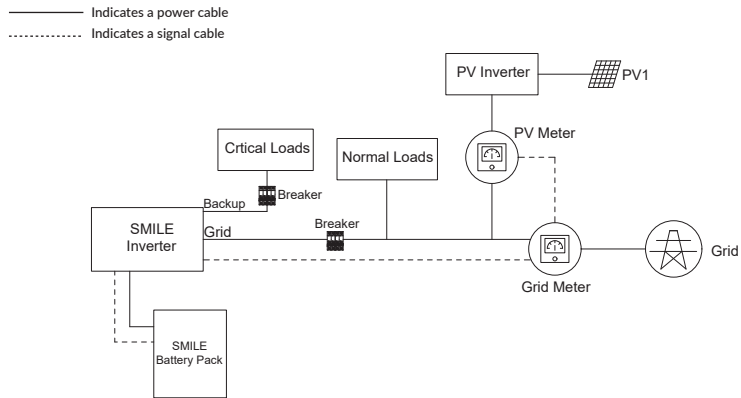 Indicates a power cable
Indicates a signal cable
PV Inverter
PV1
PV Meter
Crtical Loads
Normal Loads
Breaker
Backup
SMILE
Inverter
Grid
Breaker
Grid
Grid Meter
SMILE
Battery Pack